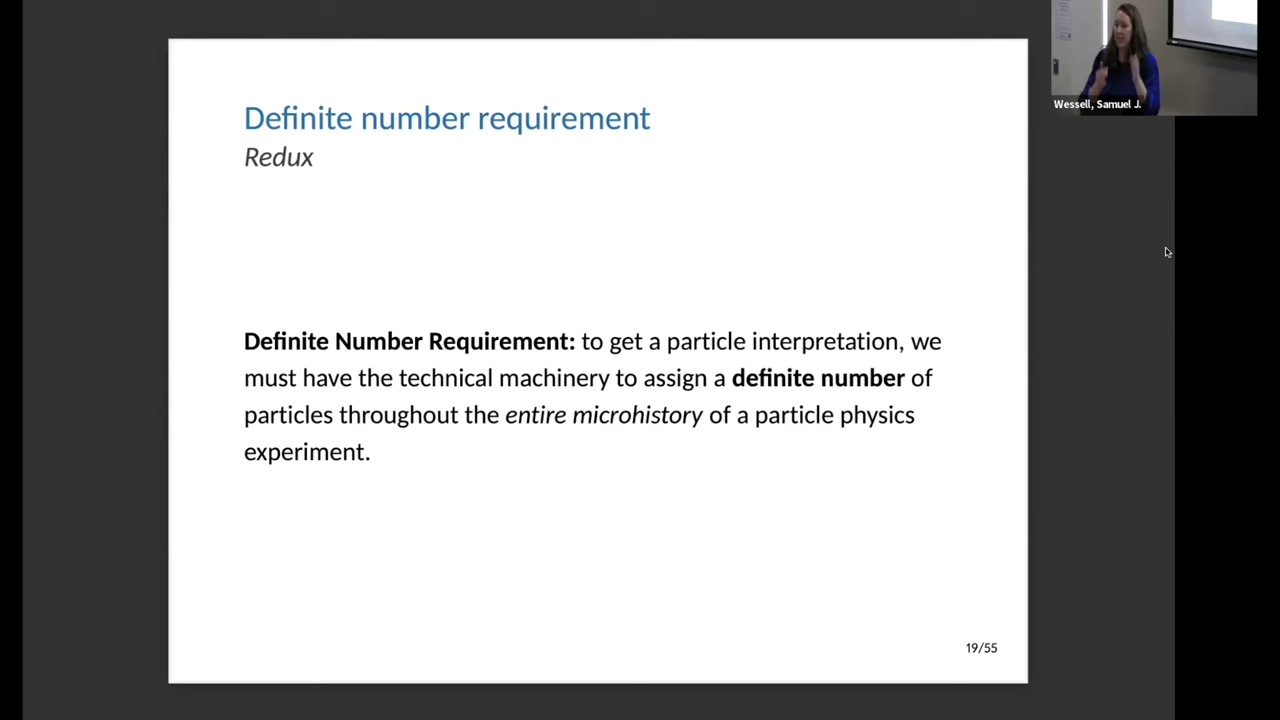 Wessell, Samuel J.
Definite number requirement
Redux
Definite Number Requirement: to get a particle interpretation, we
must have the technical machinery to assign a definite number of
particles throughout the entire microhistory of a particle physics
experiment.
19/55